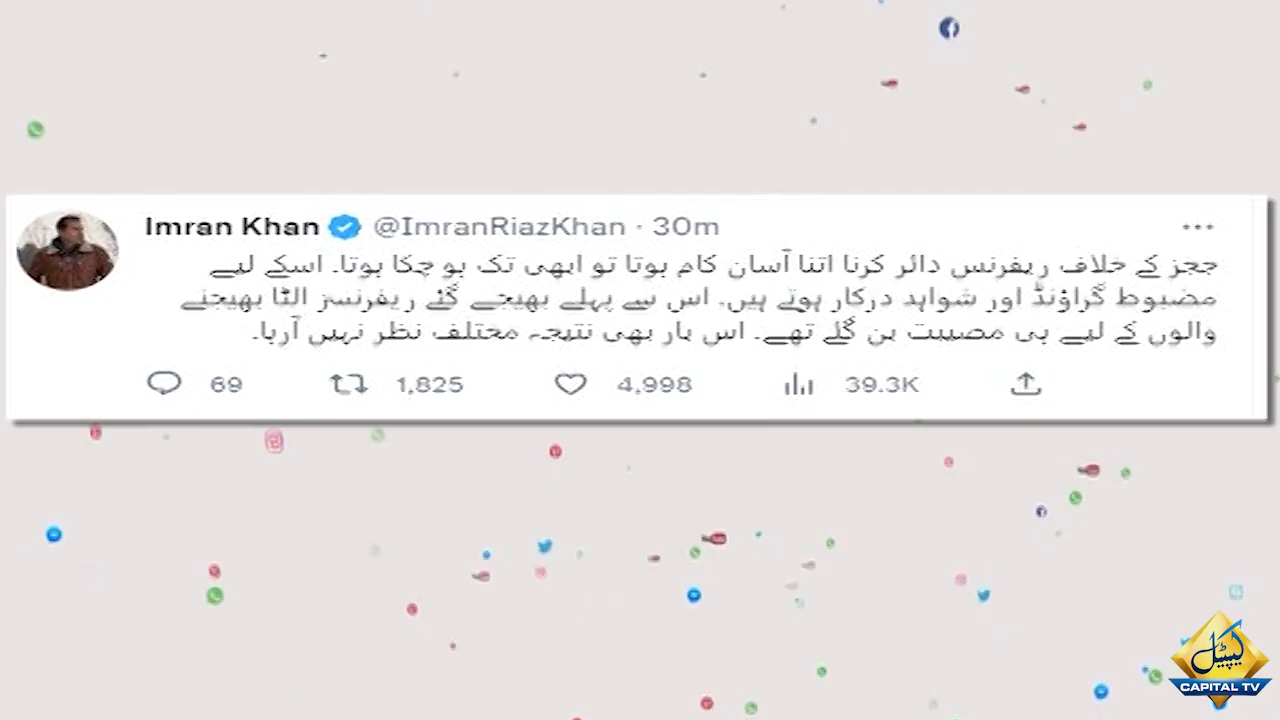 Imran Khan @ImranRiazKhan · 30m
ججز کے خلاف ریفرنس دائر کرنا اتنا آسان کام ہوتا تو ابھی تک ہو چکا ہوتا۔ اسکے لیے
مضبوط گراؤنڈ اور شواہد درکار ہوتے ہیں۔ اس سے پہلے بھیجے گئے ریفرنسز الٹا بھیجنے
والوں کے لیے ہی مصیبت بن گئے تھے۔ اس بار بھی نتیجہ مختلف نظر نہیں آرہا۔
69 1,825 4,998 39.3K
کیپیٹل
CAPITAL TV